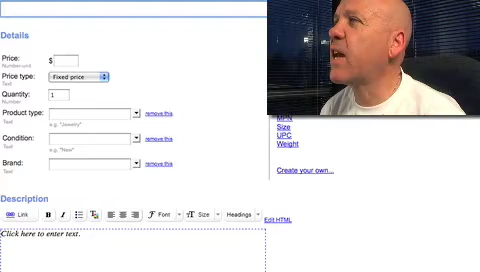 Details
Price: $
Number unit
Price type: Fixed price
Text
Quantity: 1
Number
Product type: remove this
Text e.g. "Jewelry"
Condition: remove this
Text e.g. "New"
Brand: remove this
Text
MPN
Size
UPC
Weight
Create your own...
Description
Link B I Font Size Headings Edit HTML
Click here to enter text.